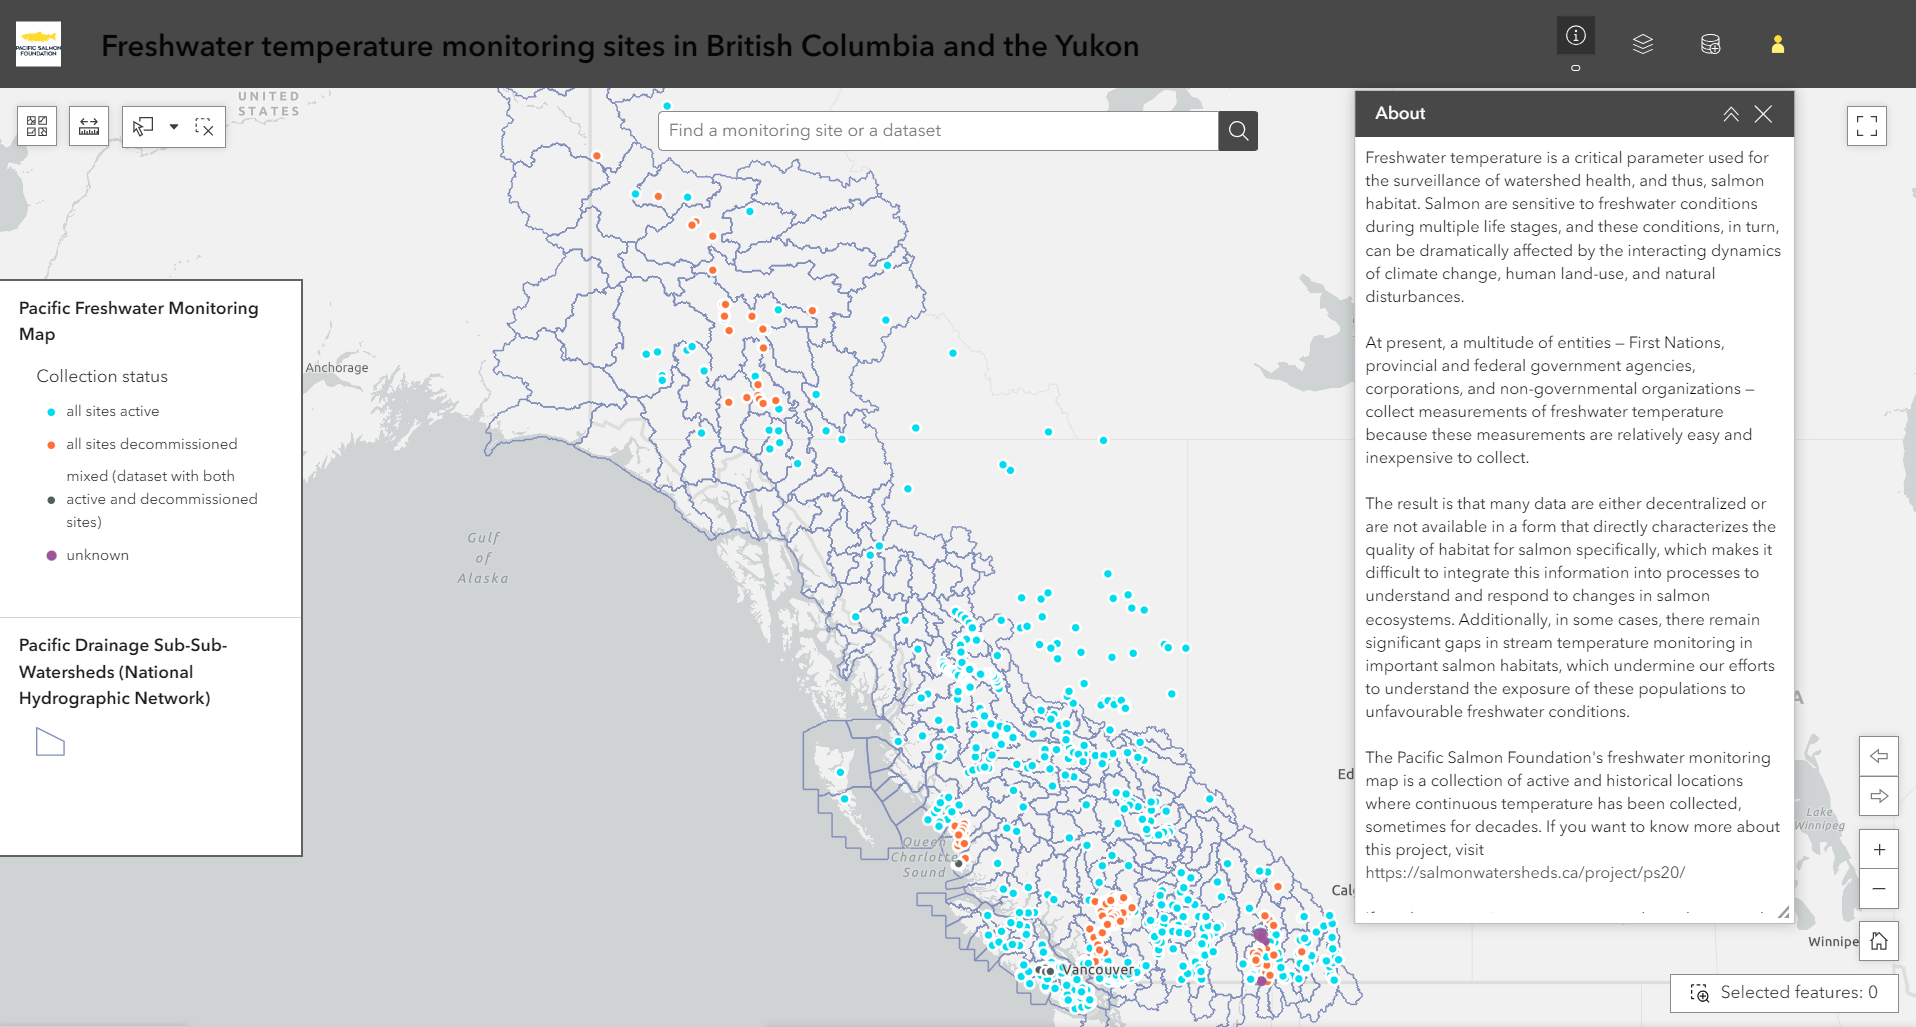 PACIFIC SALMON
FOUNDATION
Freshwater temperature monitoring sites in British Columbia and the Yukon
UNITED
STATES
Find a monitoring site or a dataset
About
Freshwater temperature is a critical parameter used for
the surveillance of watershed health, and thus, salmon
habitat. Salmon are sensitive to freshwater conditions
during multiple life stages, and these conditions, in turn,
can be dramatically affected by the interacting dynamics
of climate change, human land-use, and natural
disturbances.
At present, a multitude of entities – First Nations,
provincial and federal government agencies,
corporations, and non-governmental organizations –
collect measurements of freshwater temperature
because these measurements are relatively easy and
inexpensive to collect.
The result is that many data are either decentralized or
are not available in a form that directly characterizes the
quality of habitat for salmon specifically, which makes it
difficult to integrate this information into processes to
understand and respond to changes in salmon
ecosystems. Additionally, in some cases, there remain
significant gaps in stream temperature monitoring in
important salmon habitats, which undermine our efforts
to understand the exposure of these populations to
unfavourable freshwater conditions.
The Pacific Salmon Foundation's freshwater monitoring
map is a collection of active and historical locations
where continuous temperature has been collected,
sometimes for decades. If you want to know more about
this project, visit
https://salmonwatersheds.ca/project/ps20/
Pacific Freshwater Monitoring
Map
Collection status
all sites active
all sites decommissioned
mixed (dataset with both
active and decommissioned
sites)
unknown
Pacific Drainage Sub-Sub-
Watersheds (National
Hydrographic Network)
Anchorage
Gulf
of
Alaska
Queen
Charlotte
Sound
Vancouver
Ed
Calg
A
Lake
Winnipeg
Winnipe
+
−
Selected features: 0